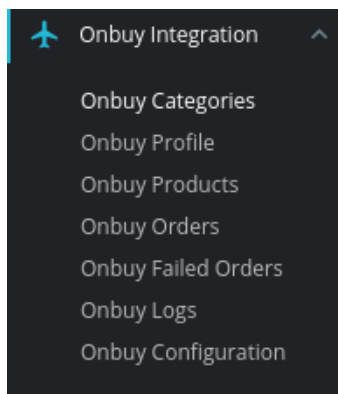 Onbuy Integration
Onbuy Categories
Onbuy Profile
Onbuy Products
Onbuy Orders
Onbuy Failed Orders
Onbuy Logs
Onbuy Configuration